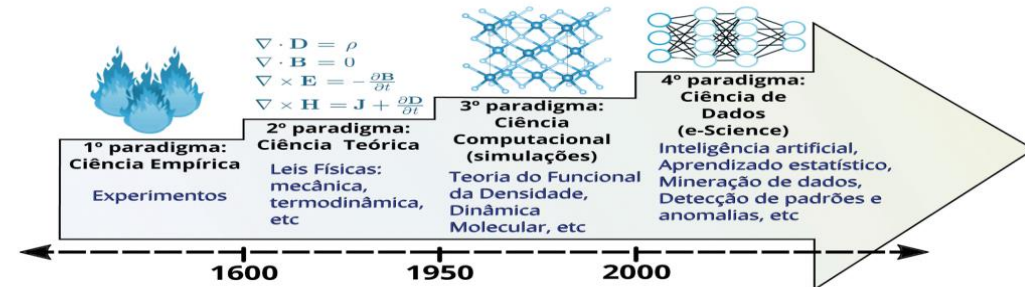 ∇ · D = ρ
∇ · B = 0
∇ × E = −∂B/∂t
∇ × H = J + ∂D/∂t
1º paradigma:
Ciência Empírica
Experimentos
2º paradigma:
Ciência Teórica
Leis Físicas:
mecânica,
termodinâmica,
etc
3º paradigma:
Ciência
Computacional
(simulações)
Teoria do Funcional
da Densidade,
Dinâmica
Molecular, etc
4º paradigma:
Ciência de
Dados
(e-Science)
Inteligência artificial,
Aprendizado estatístico,
Mineração de dados,
Detecção de padrões e
anomalias, etc
1600
1950
2000